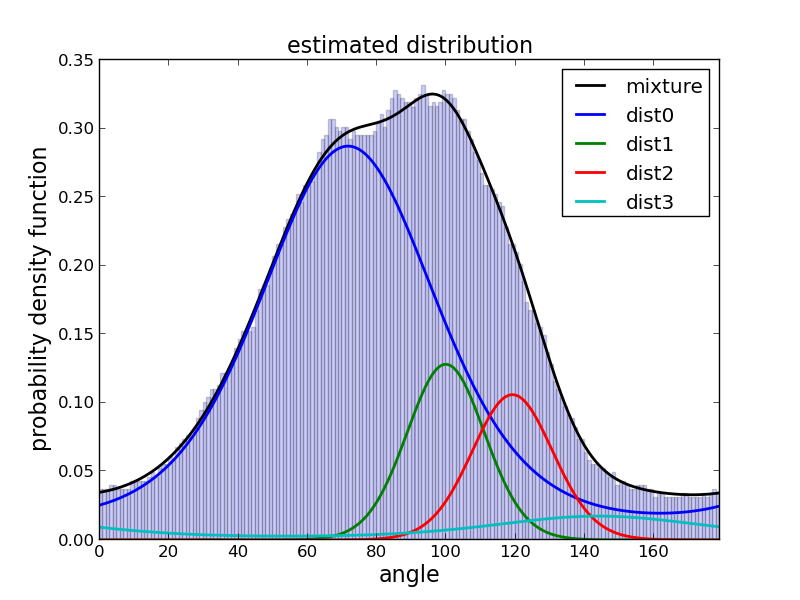 estimated distribution
0.35
0.30
0.25
0.20
0.15
0.10
0.05
0.00
probability density function
mixture
dist0
dist1
dist2
dist3
0 20 40 60 80 100 120 140 160
angle